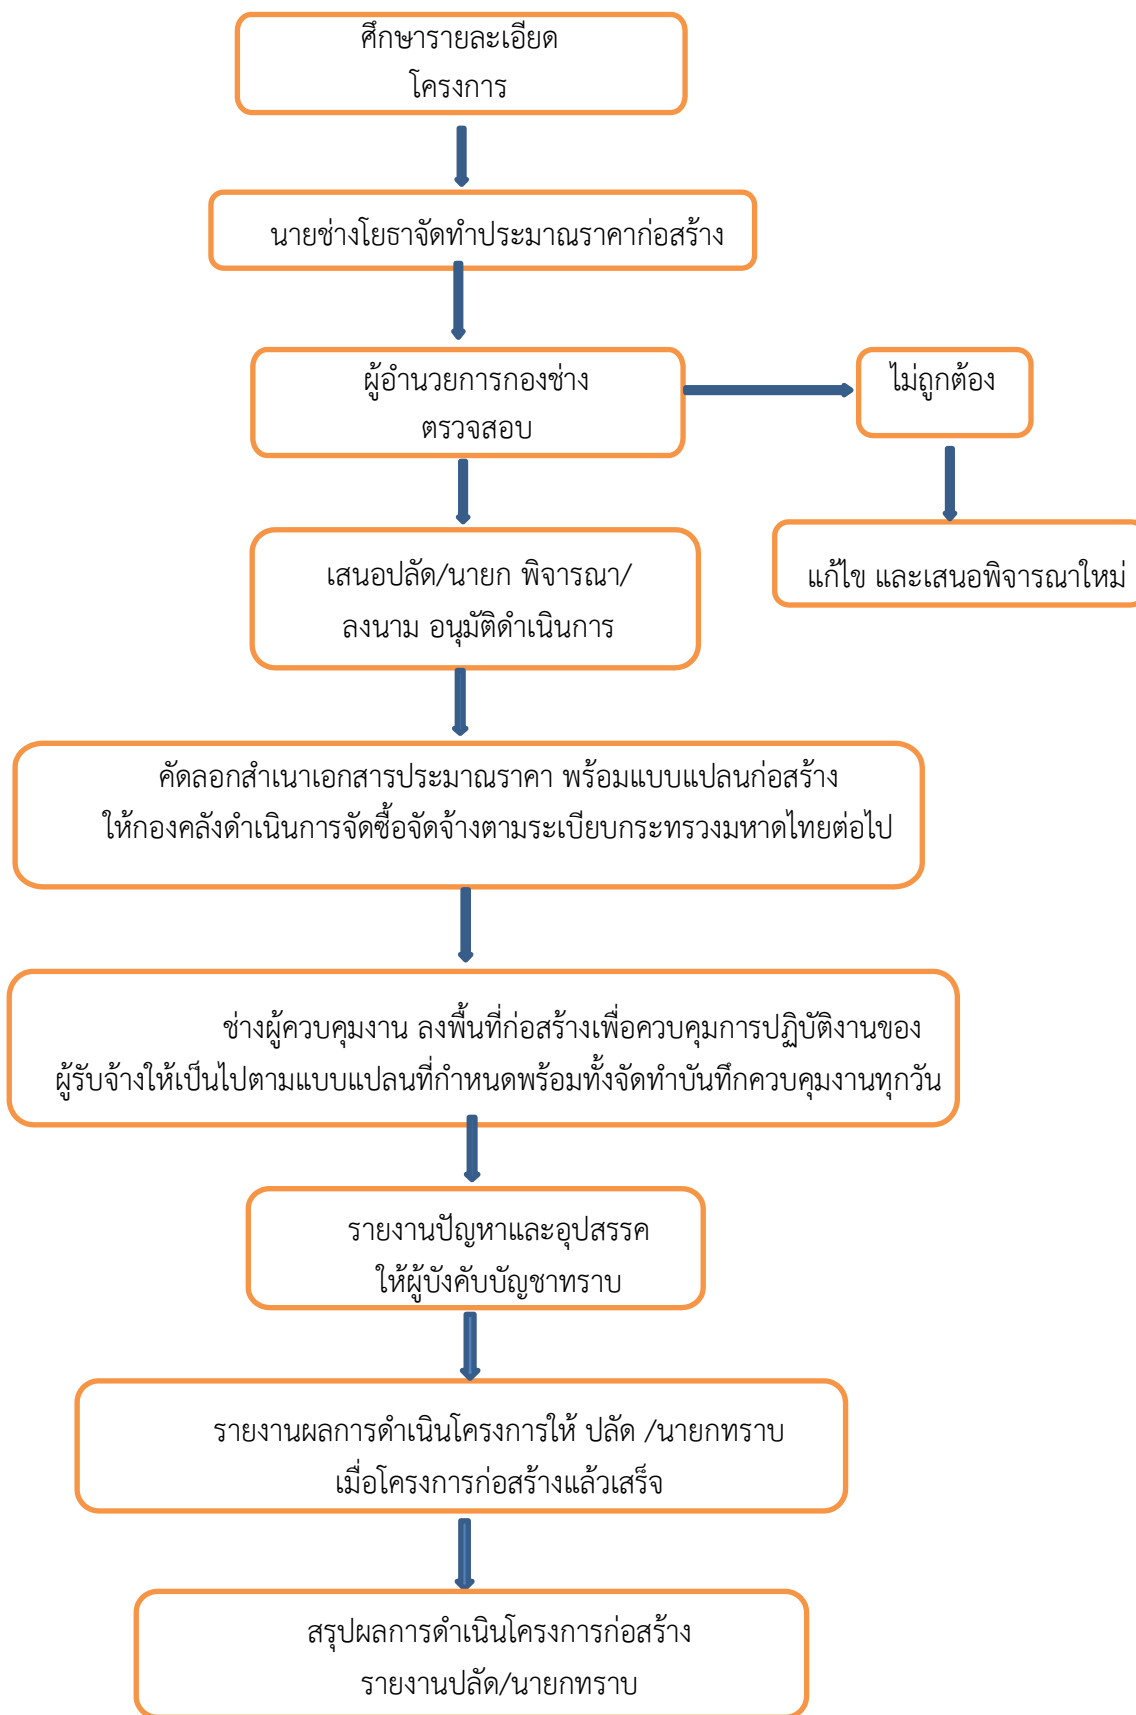 ศึกษารายละเอียด
โครงการ
นายช่างโยธาจัดทำประมาณราคาก่อสร้าง
ผู้อำนวยการกองช่าง
ตรวจสอบ
ไม่ถูกต้อง
แก้ไข และเสนอพิจารณาใหม่
เสนอปลัด/นายก พิจารณา/
ลงนาม อนุมัติดำเนินการ
คัดลอกสำเนาเอกสารประมาณราคา พร้อมแบบแปลนก่อสร้าง
ให้กองคลังดำเนินการจัดซื้อจัดจ้างตามระเบียบกระทรวงมหาดไทยต่อไป
ช่างผู้ควบคุมงาน ลงพื้นที่ก่อสร้างเพื่อควบคุมการปฏิบัติงานของ
ผู้รับจ้างให้เป็นไปตามแบบแปลนที่กำหนดพร้อมทั้งจัดทำบันทึกควบคุมงานทุกวัน
รายงานปัญหาและอุปสรรค
ให้ผู้บังคับบัญชาทราบ
รายงานผลการดำเนินโครงการให้ ปลัด /นายกทราบ
เมื่อโครงการก่อสร้างแล้วเสร็จ
สรุปผลการดำเนินโครงการก่อสร้าง
รายงานปลัด/นายกทราบ